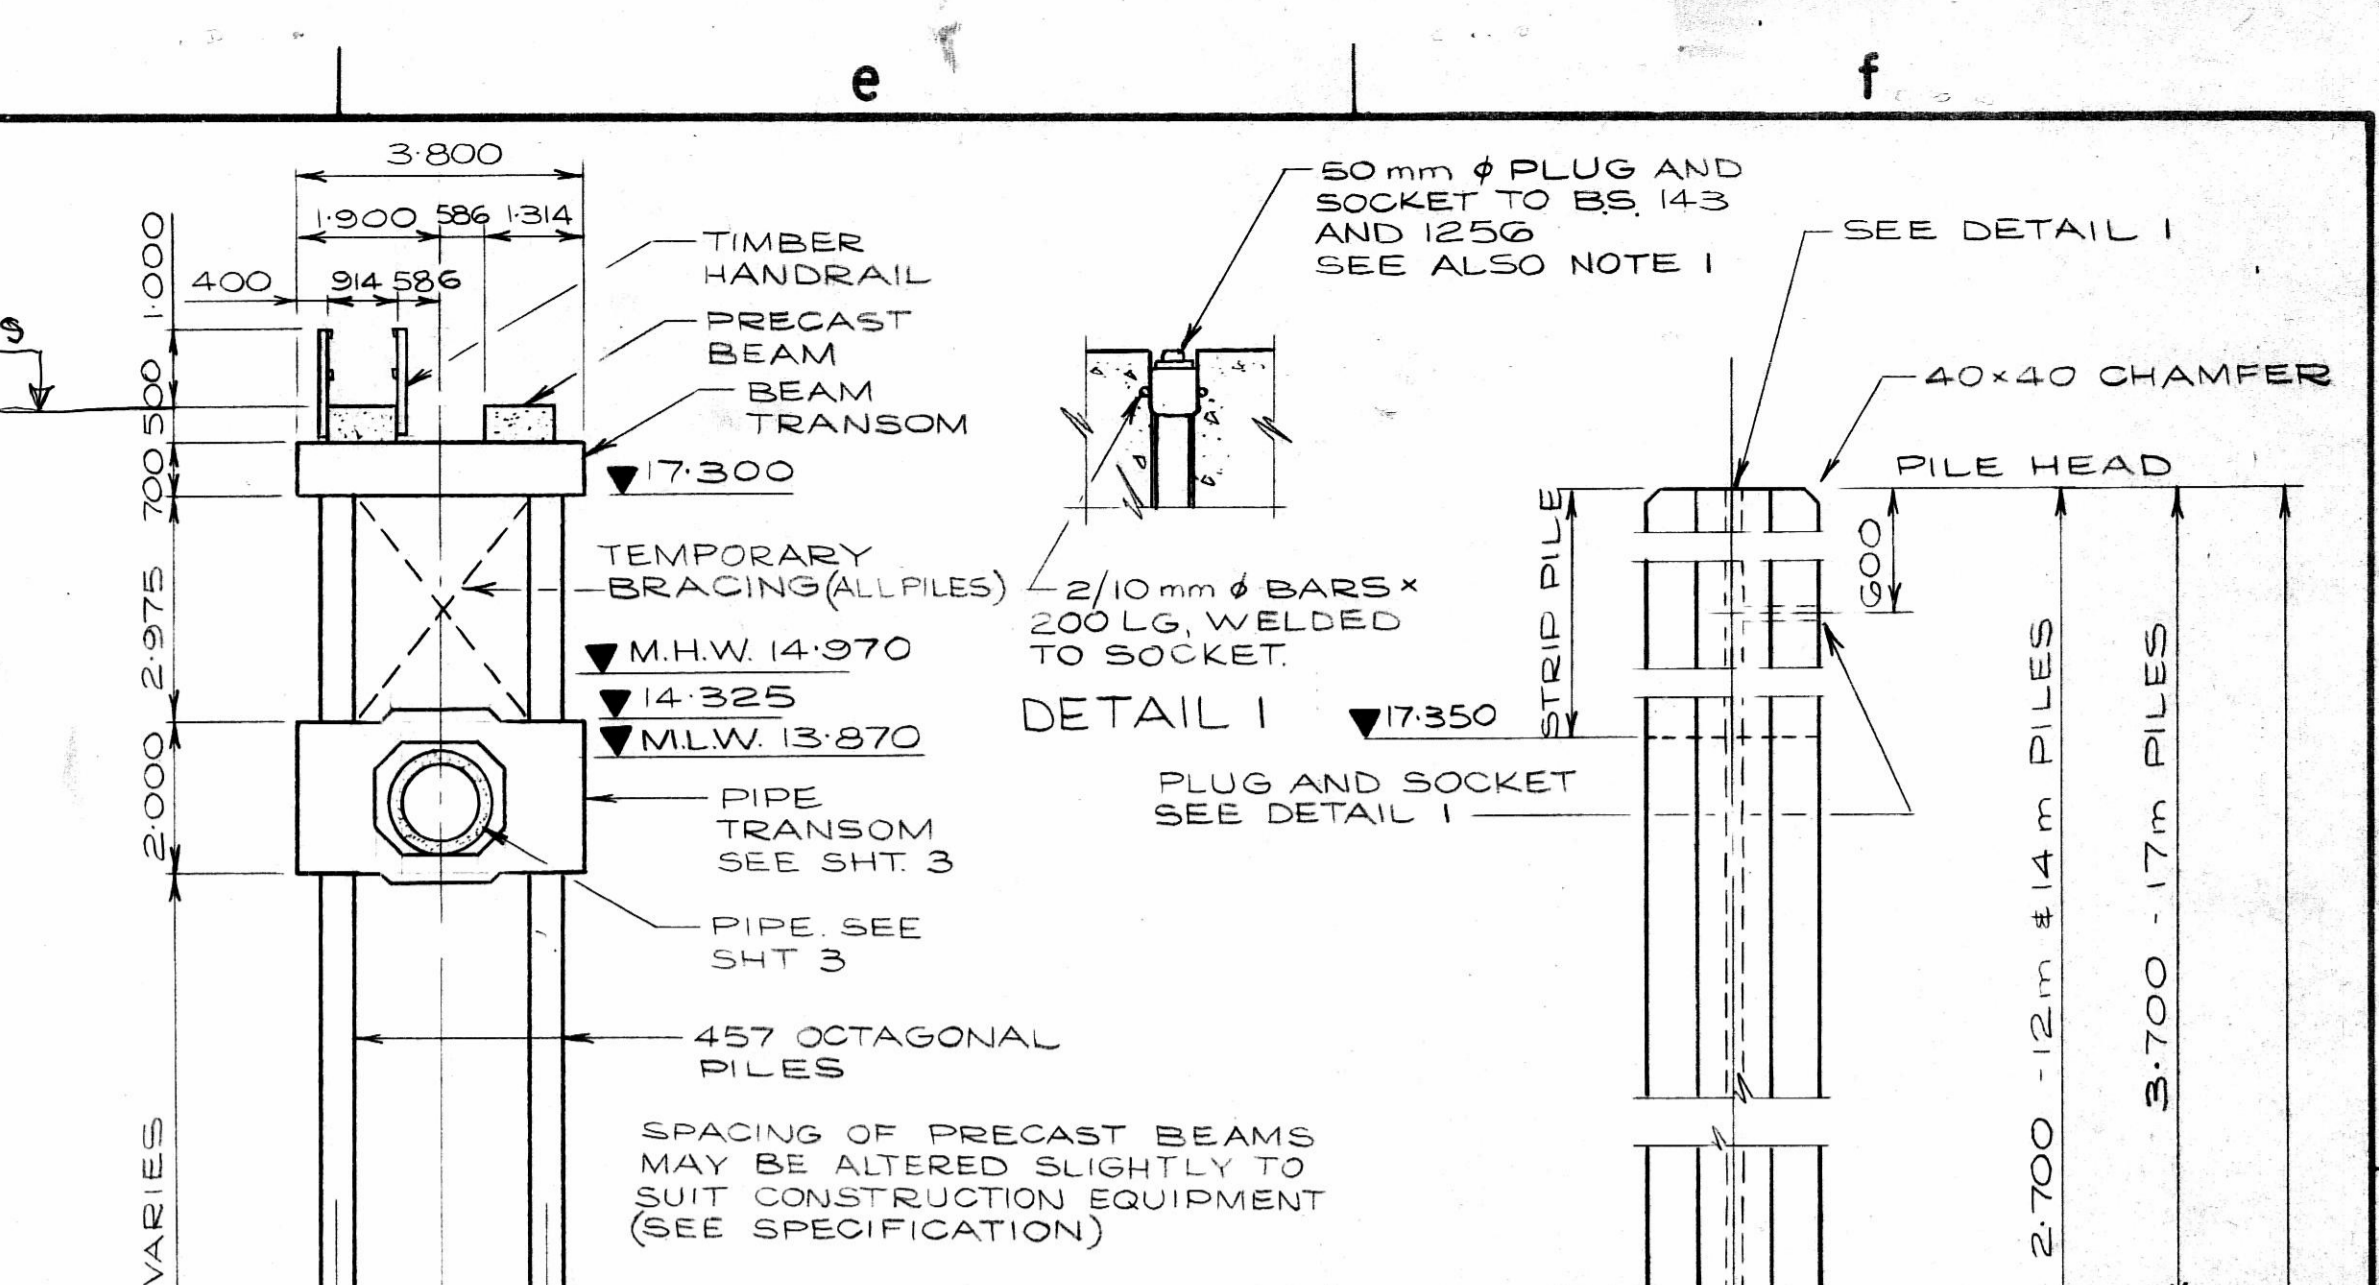 e
f
3·800
1·900 586 1·314
400
914 586
1·000
500
700
2·975
2·000
VARIES
S
TIMBER
HANDRAIL
PRECAST
BEAM
BEAM
TRANSOM
▼17·300
TEMPORARY
BRACING (ALL PILES)
▼ M.H.W. 14·970
▼ 14·325
▼ M.L.W. 13·870
PIPE
TRANSOM
SEE SHT. 3
PIPE. SEE
SHT 3
457 OCTAGONAL
PILES
SPACING OF PRECAST BEAMS
MAY BE ALTERED SLIGHTLY TO
SUIT CONSTRUCTION EQUIPMENT
(SEE SPECIFICATION)
50 mm ϕ PLUG AND
SOCKET TO B.S. 143
AND 1256
SEE ALSO NOTE 1
2/10 mm ϕ BARS ×
200 LG, WELDED
TO SOCKET.
DETAIL 1
SEE DETAIL 1
40×40 CHAMFER
PILE HEAD
STRIP PILE
600
▼17·350
PLUG AND SOCKET
SEE DETAIL 1
2·700 - 12m & 14 m PILES
3·700 - 17m PILES